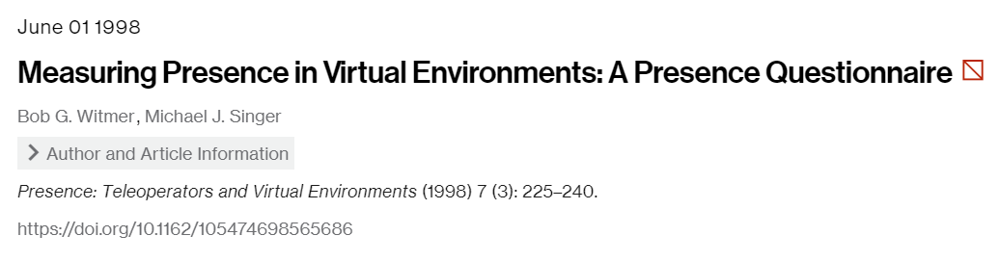 June 01 1998
Measuring Presence in Virtual Environments: A Presence Questionnaire
Bob G. Witmer, Michael J. Singer
Author and Article Information
Presence: Teleoperators and Virtual Environments (1998) 7 (3): 225–240.
https://doi.org/10.1162/105474698565686